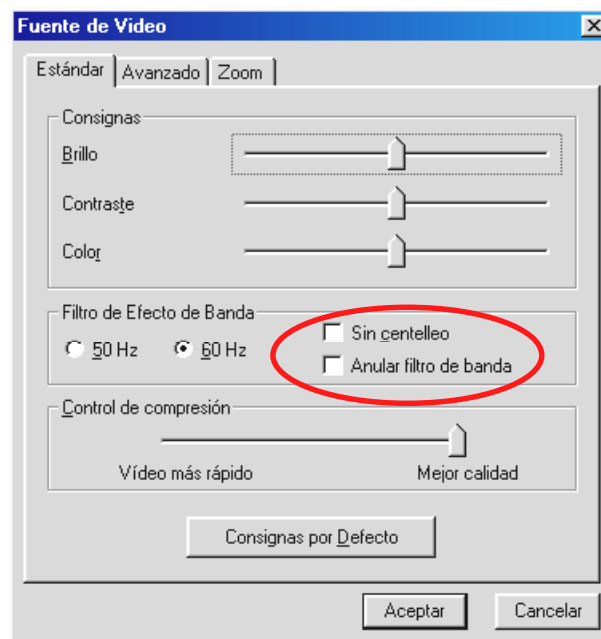 Fuente de Video
Estándar Avanzado Zoom
Consignas
Brillo
Contraste
Color
Filtro de Efecto de Banda
50 Hz 60 Hz
Sin centelleo
Anular filtro de banda
Control de compresión
Vídeo más rápido Mejor calidad
Consignas por Defecto
Aceptar Cancelar